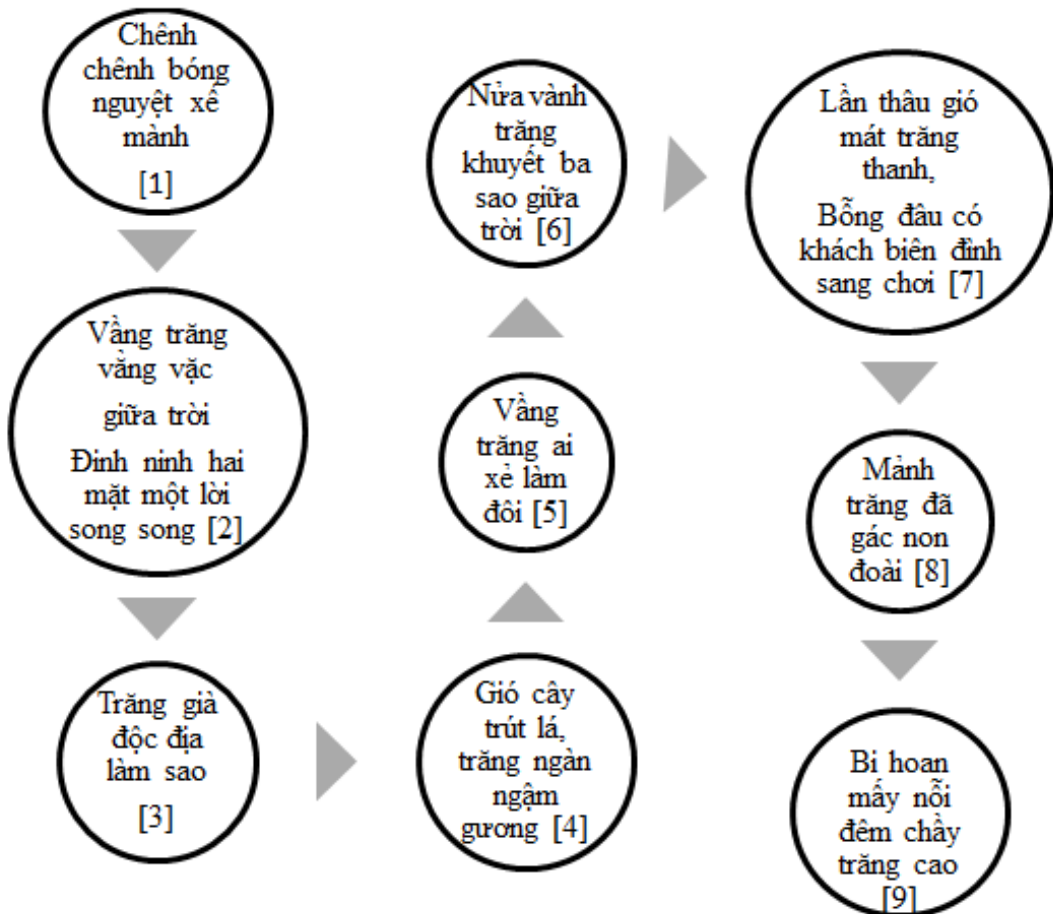 Chênh
chênh bóng
nguyệt xế
mành
[1]
Vầng trăng
vằng vặc
giữa trời
Đinh ninh hai
mặt một lời
song song [2]
Trăng già
độc địa
làm sao
[3]
Gió cây
trút lá,
trăng ngàn
ngậm
gương [4]
Vầng
trăng ai
xẻ làm
đôi [5]
Nửa vành
trăng
khuyết ba
sao giữa
trời [6]
Lần thâu gió
mát trăng
thanh,
Bỗng đâu có
khách biên đình
sang chơi [7]
Mảnh
trăng đã
gác non
đoài [8]
Bi hoan
mấy nỗi
đêm chầy
trăng cao
[9]